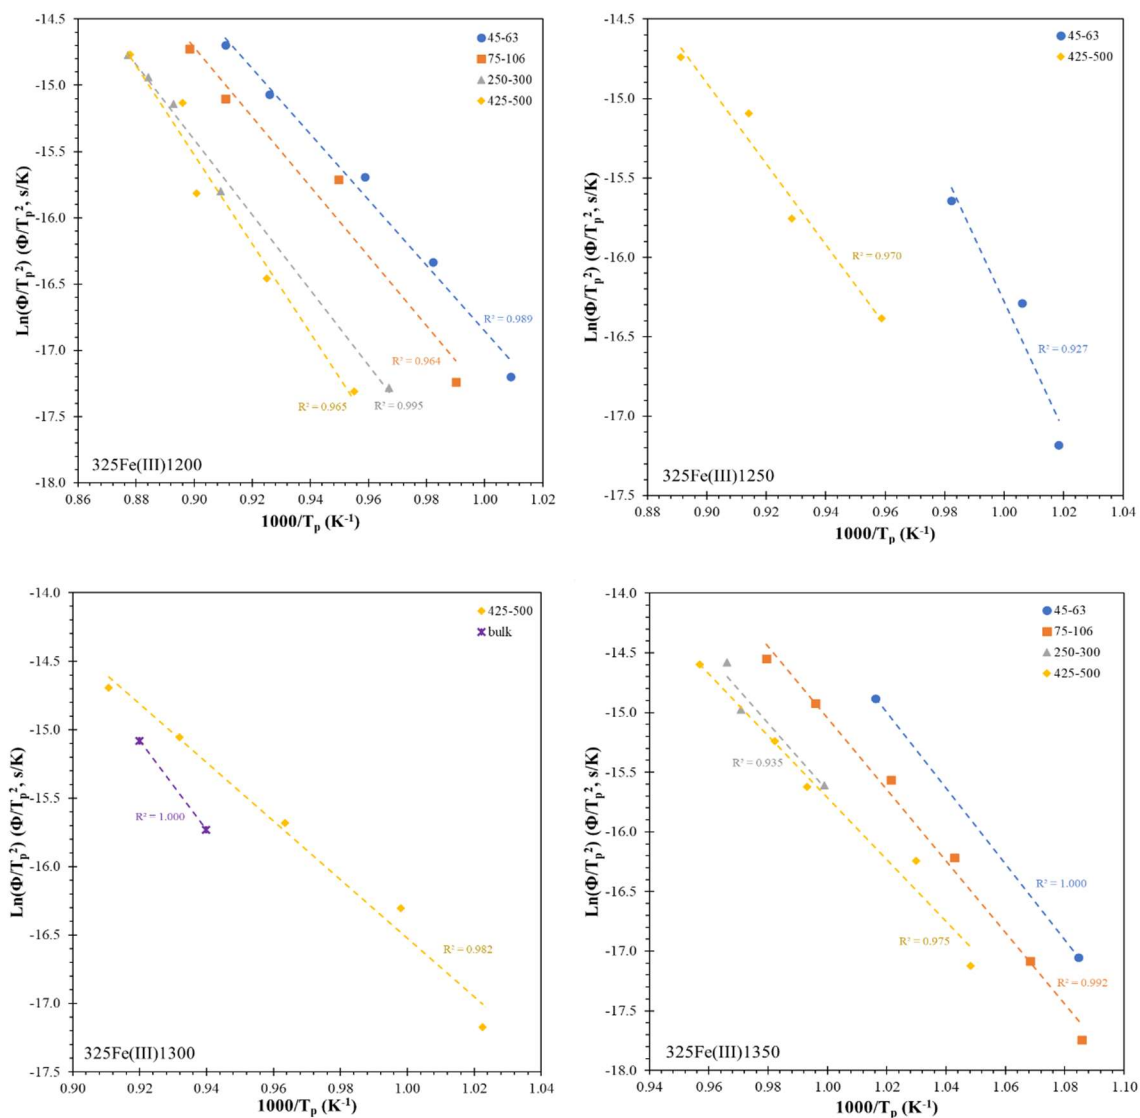 -14.5
-15.0
-15.5
-16.0
-16.5
-17.0
-17.5
-18.0
Ln(Φ/Tp²) (Φ/Tp², s/K)
45-63
75-106
250-300
425-500
R² = 0.989
R² = 0.964
R² = 0.965
R² = 0.995
325Fe(III)1200
0.86 0.88 0.90 0.92 0.94 0.96 0.98 1.00 1.02
1000/Tp (K⁻¹)
-14.5
-15.0
-15.5
-16.0
-16.5
-17.0
-17.5
Ln(Φ/Tp²) (Φ/Tp², s/K)
45-63
425-500
R² = 0.970
R² = 0.927
325Fe(III)1250
0.88 0.90 0.92 0.94 0.96 0.98 1.00 1.02 1.04
1000/Tp (K⁻¹)
-14.0
-14.5
-15.0
-15.5
-16.0
-16.5
-17.0
-17.5
Ln(Φ/Tp²) (Φ/Tp², s/K)
425-500
bulk
R² = 1.000
R² = 0.982
325Fe(III)1300
0.90 0.92 0.94 0.96 0.98 1.00 1.02 1.04
1000/Tp (K⁻¹)
-14.0
-14.5
-15.0
-15.5
-16.0
-16.5
-17.0
-17.5
-18.0
Ln(Φ/Tp²) (Φ/Tp², s/K)
45-63
75-106
250-300
425-500
R² = 0.935
R² = 1.000
R² = 0.975
R² = 0.992
325Fe(III)1350
0.94 0.96 0.98 1.00 1.02 1.04 1.06 1.08 1.10
1000/Tp (K⁻¹)